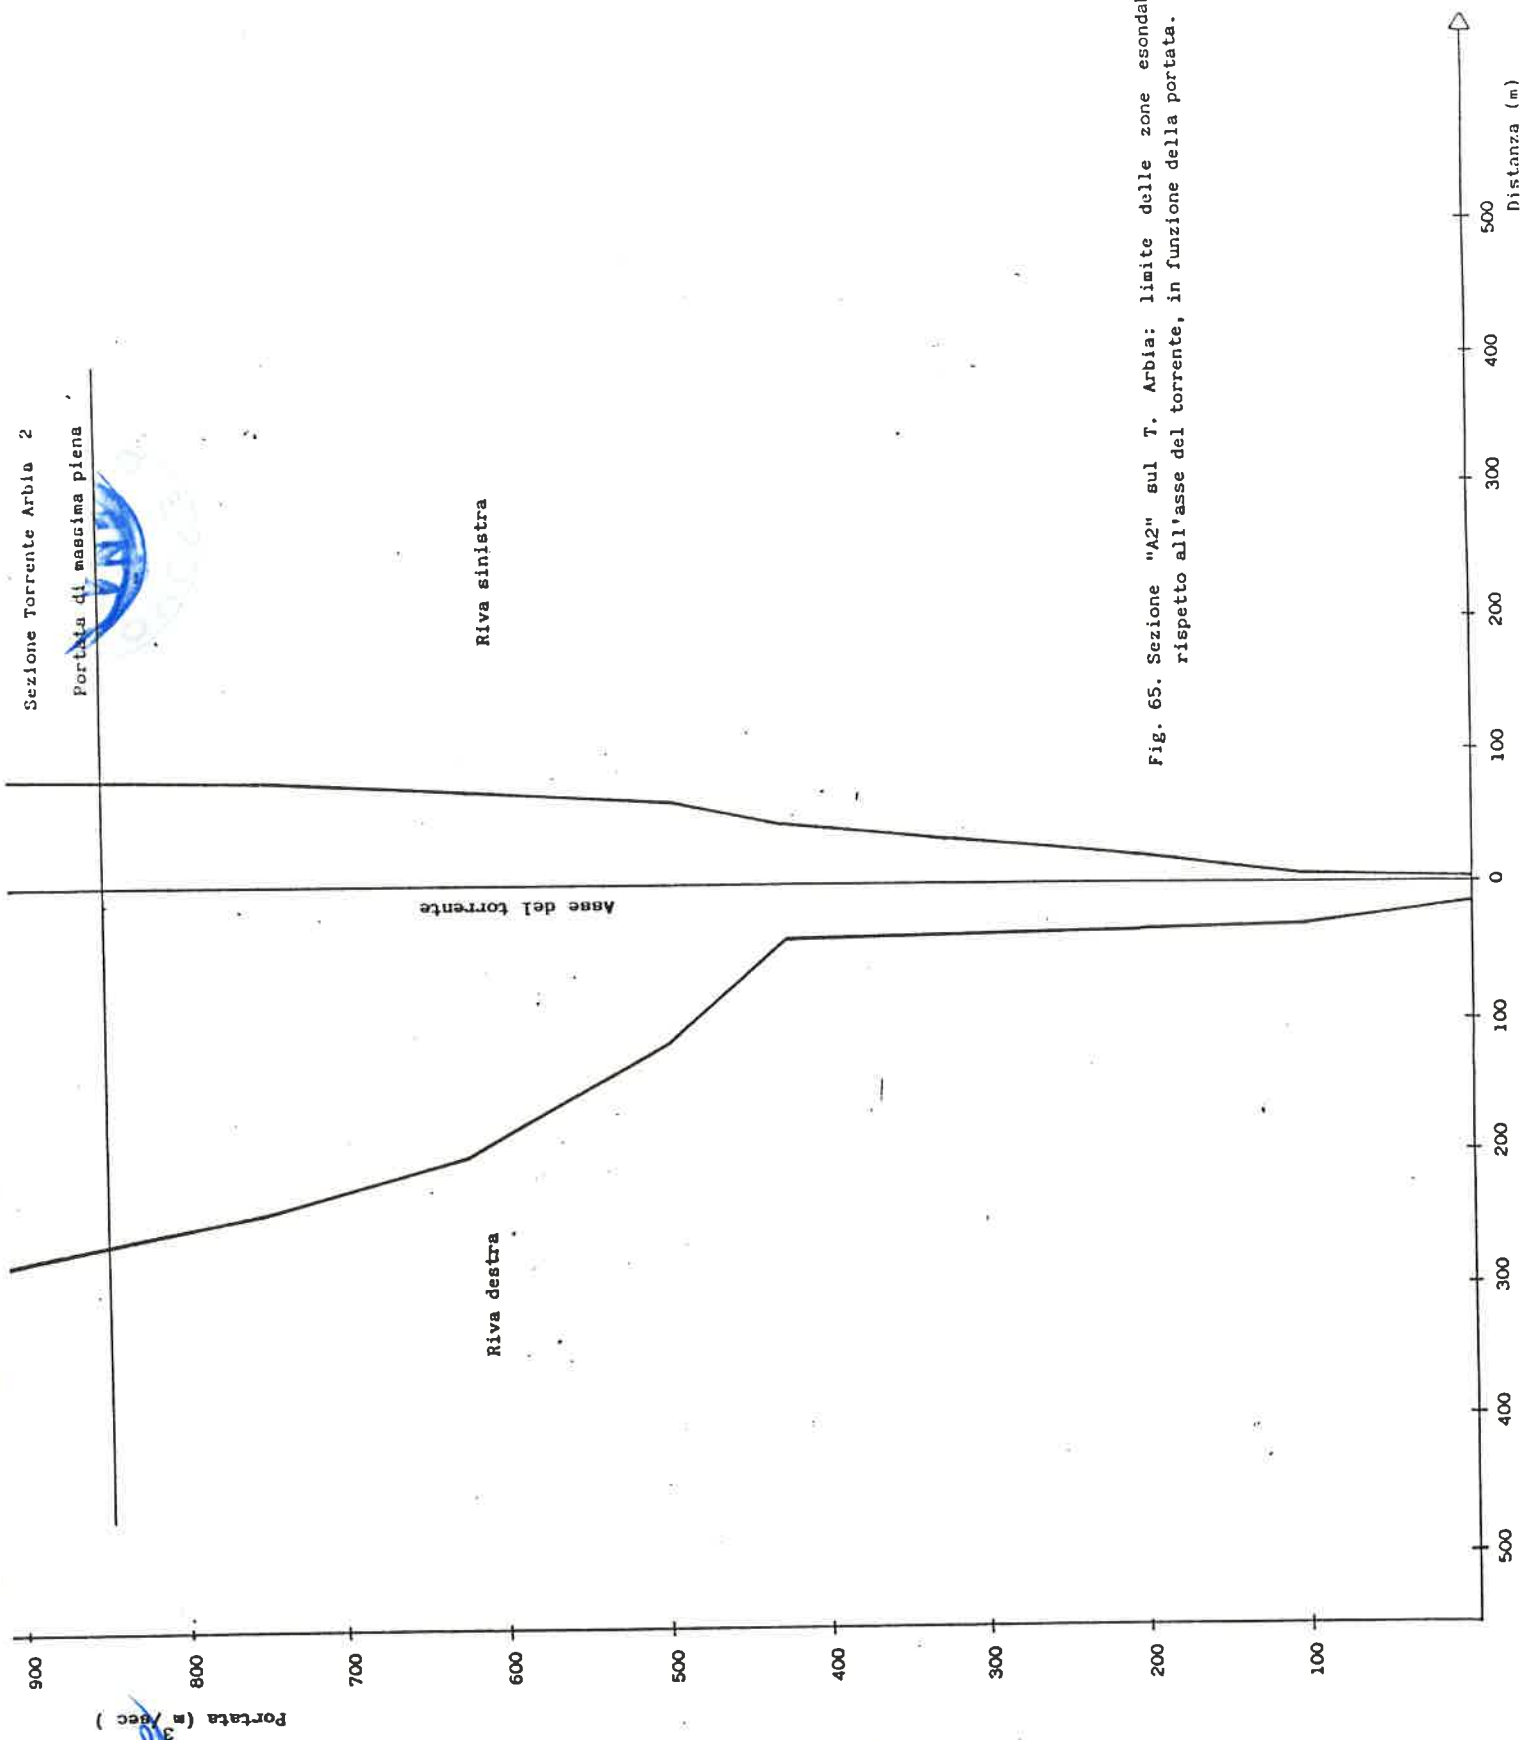 Sezione Torrente Arbia 2
Portata di massima piena
Portata (m3/sec )
900
800
700
600
500
400
300
200
100
Riva destra
Asse del torrente
Riva sinistra
500
400
300
200
100
0
100
200
300
400
500
Distanza (m)
Fig. 65. Sezione "A2" sul T. Arbia: limite delle zone
rispetto all'asse del torrente, in funzione della portata.